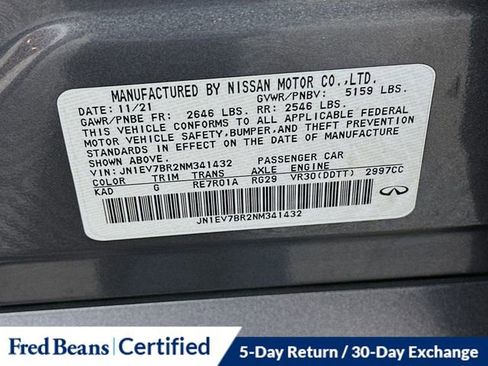 MANUFACTURED BY NISSAN MOTOR CO.,LTD.
DATE: 11/21 GVWR/PNBV: 5159 LBS.
GAWR/PNBE FR: 2646 LBS. RR: 2546 LBS.
THIS VEHICLE CONFORMS TO ALL APPLICABLE FEDERAL
MOTOR VEHICLE SAFETY, BUMPER, AND THEFT PREVENTION
STANDARDS IN EFFECT ON THE DATE OF MANUFACTURE
SHOWN ABOVE.
VIN: JN1EV7BR2NM341432 PASSENGER CAR
COLOR TRIM TRANS AXLE ENGINE
KAD G RE7R01A RG29 VR30(DDTT) 2997CC
JN1EV7BR2NM341432
INFINITI
Fred Beans | Certified
5-Day Return / 30-Day Exchange